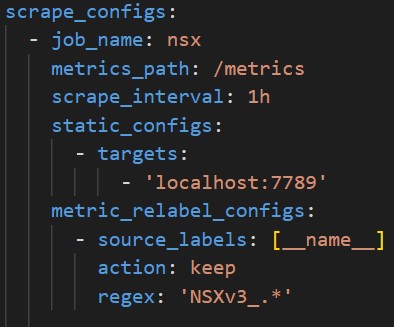 scrape_configs:
  - job_name: nsx
    metrics_path: /metrics
    scrape_interval: 1h
    static_configs:
      - targets:
          - 'localhost:7789'
    metric_relabel_configs:
      - source_labels: [__name__]
        action: keep
        regex: 'NSXv3_.*'